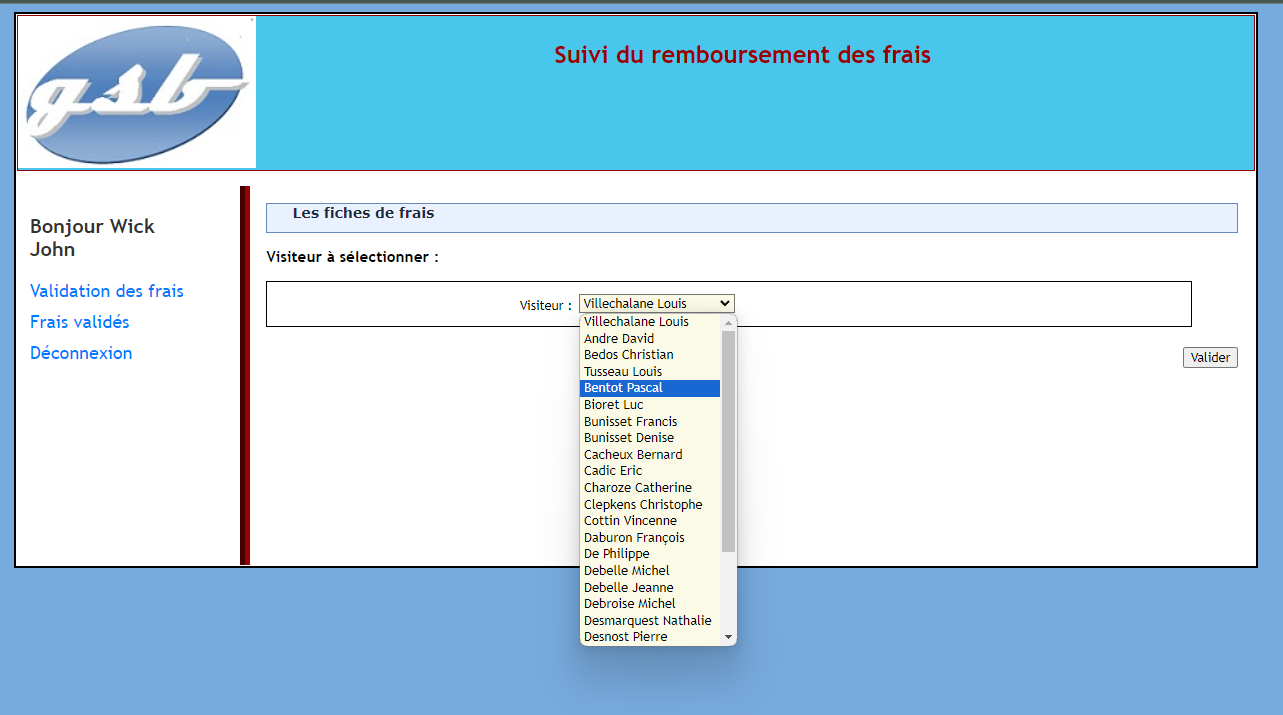 gsb
Suivi du remboursement des frais
Bonjour Wick
John
Validation des frais
Frais validés
Déconnexion
Les fiches de frais
Visiteur à sélectionner :
Visiteur : Villechalane Louis
Villechalane Louis
Andre David
Bedos Christian
Tusseau Louis
Bentot Pascal
Bioret Luc
Bunisset Francis
Bunisset Denise
Cacheux Bernard
Cadic Eric
Charoze Catherine
Clepkens Christophe
Cottin Vincenne
Daburon François
De Philippe
Debelle Michel
Debelle Jeanne
Debroise Michel
Desmarquest Nathalie
Desnost Pierre
Valider